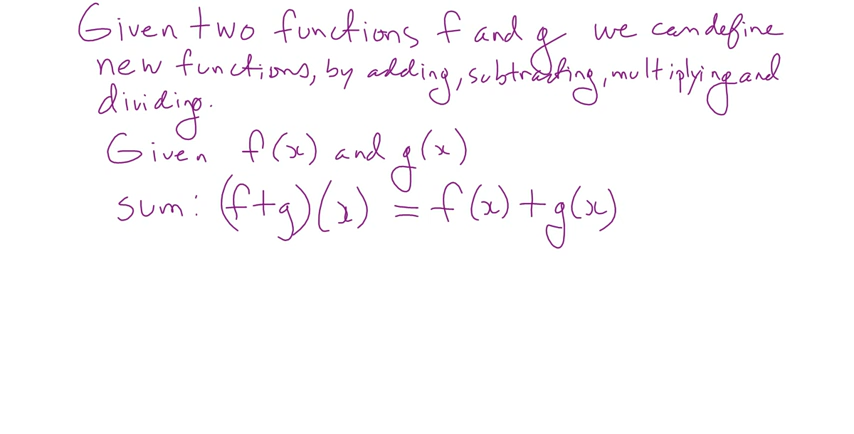 Given two functions f and g we can define
new functions, by adding, subtracting, multiplying and
dividing.
Given f(x) and g(x)
sum: (f+g)(x) = f(x) + g(x)